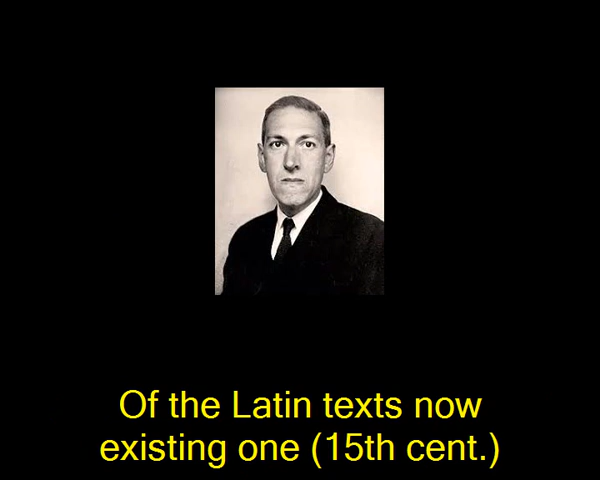 Of the Latin texts now
existing one (15th cent.)